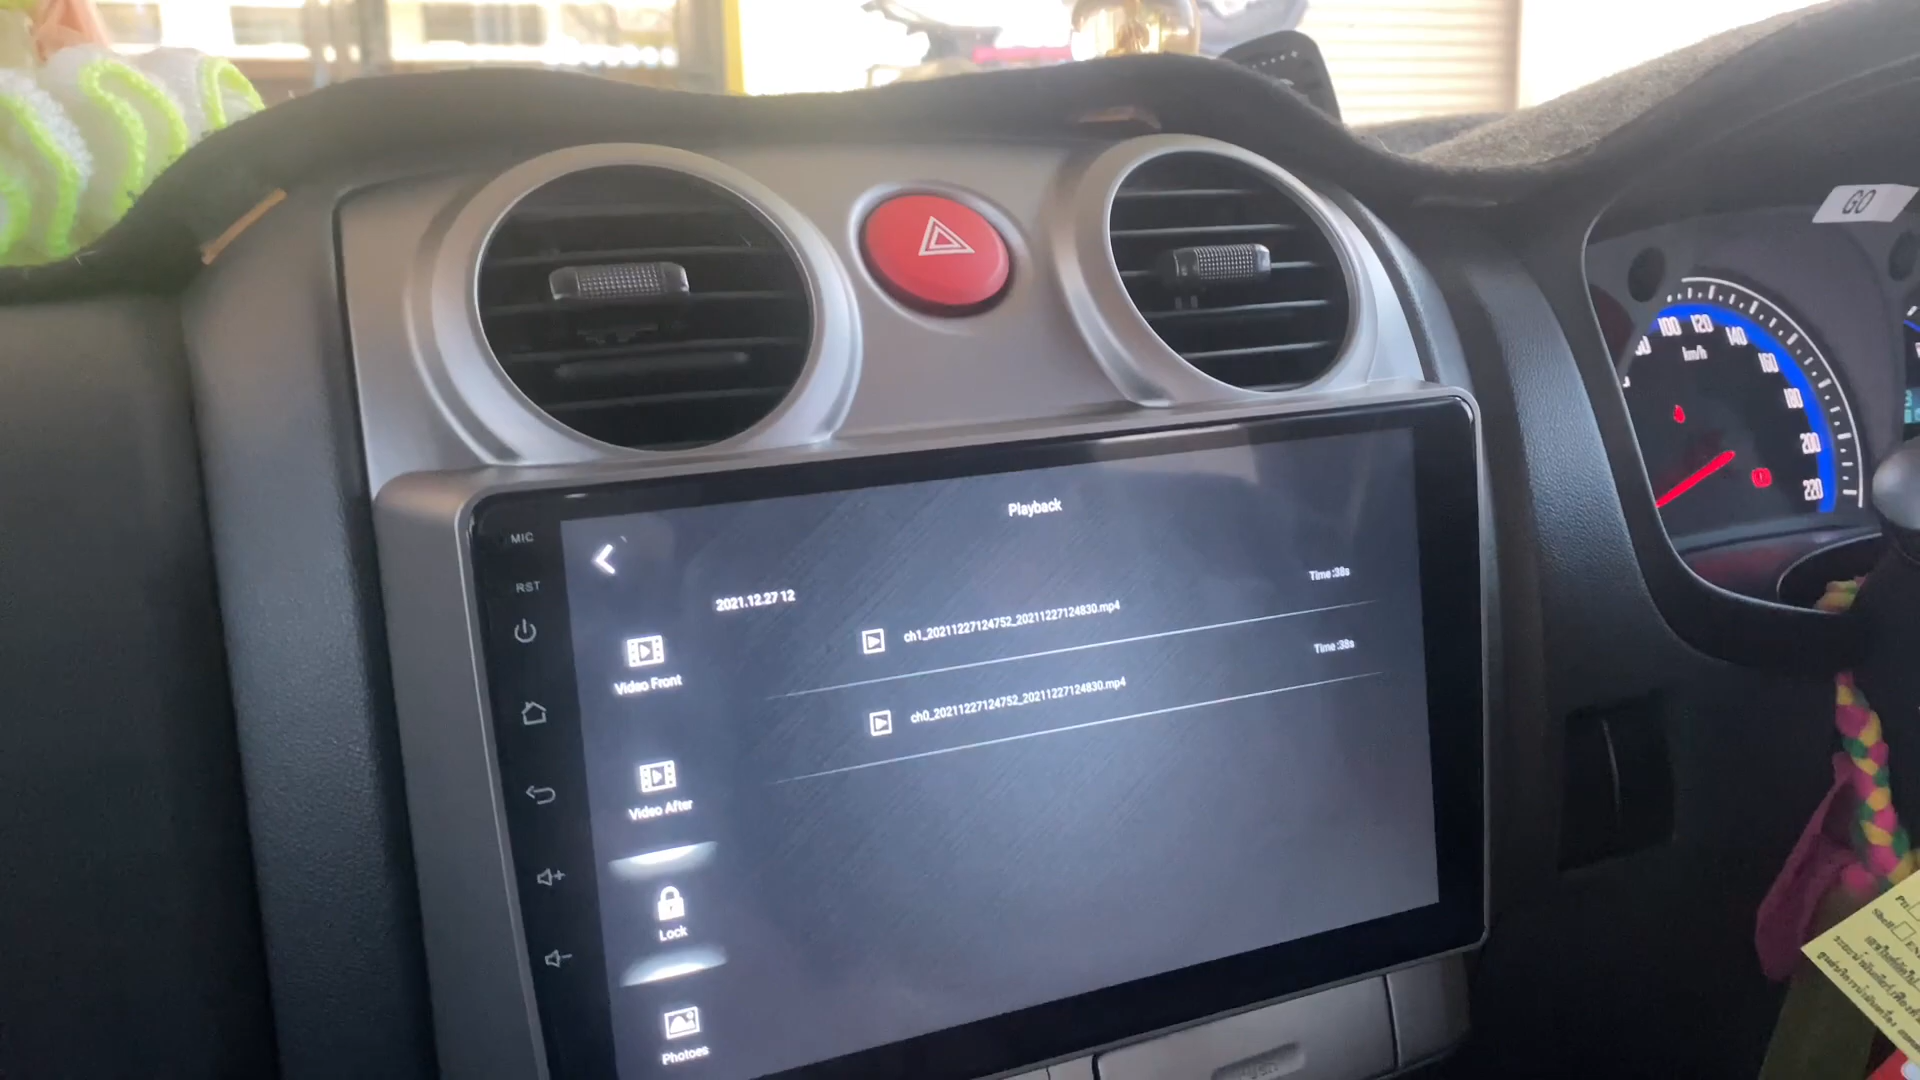 GO
100
120
140
160
180
200
220
km/h
MIC
RST
Playback
2021.12.27 12
ch1_20211227124752_20211227124830.mp4
Time :38s
ch0_20211227124752_20211227124830.mp4
Time :38s
Video Front
Video After
Lock
Photoes